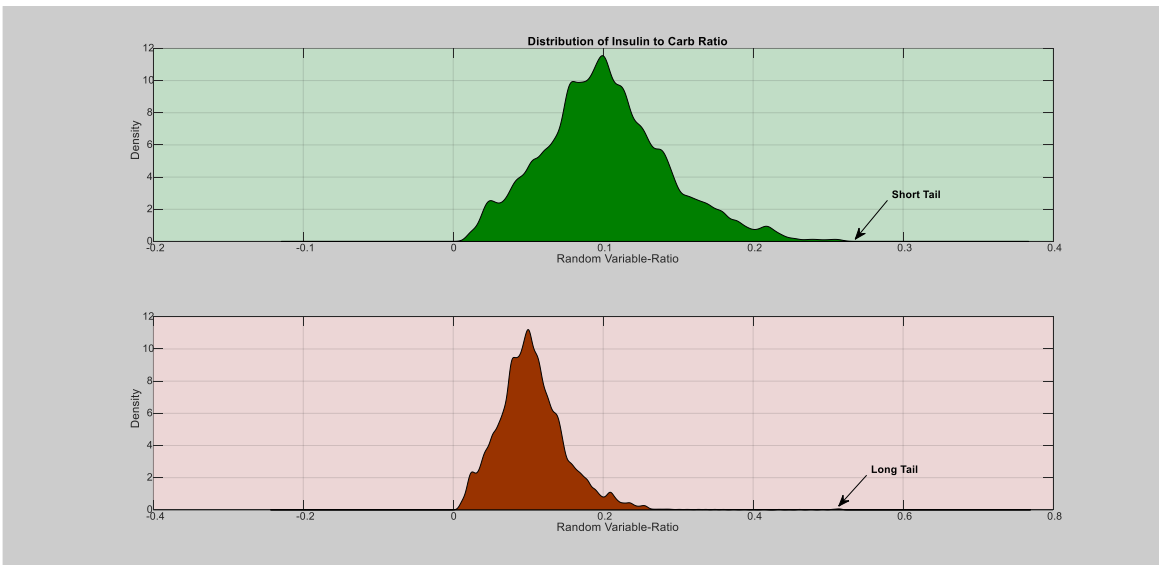 Distribution of Insulin to Carb Ratio
12
10
8
6
4
2
0
Density
Short Tail
-0.2 -0.1 0 0.1 0.2 0.3 0.4
Random Variable-Ratio
12
10
8
6
4
2
0
Density
Long Tail
-0.4 -0.2 0 0.2 0.4 0.6 0.8
Random Variable-Ratio